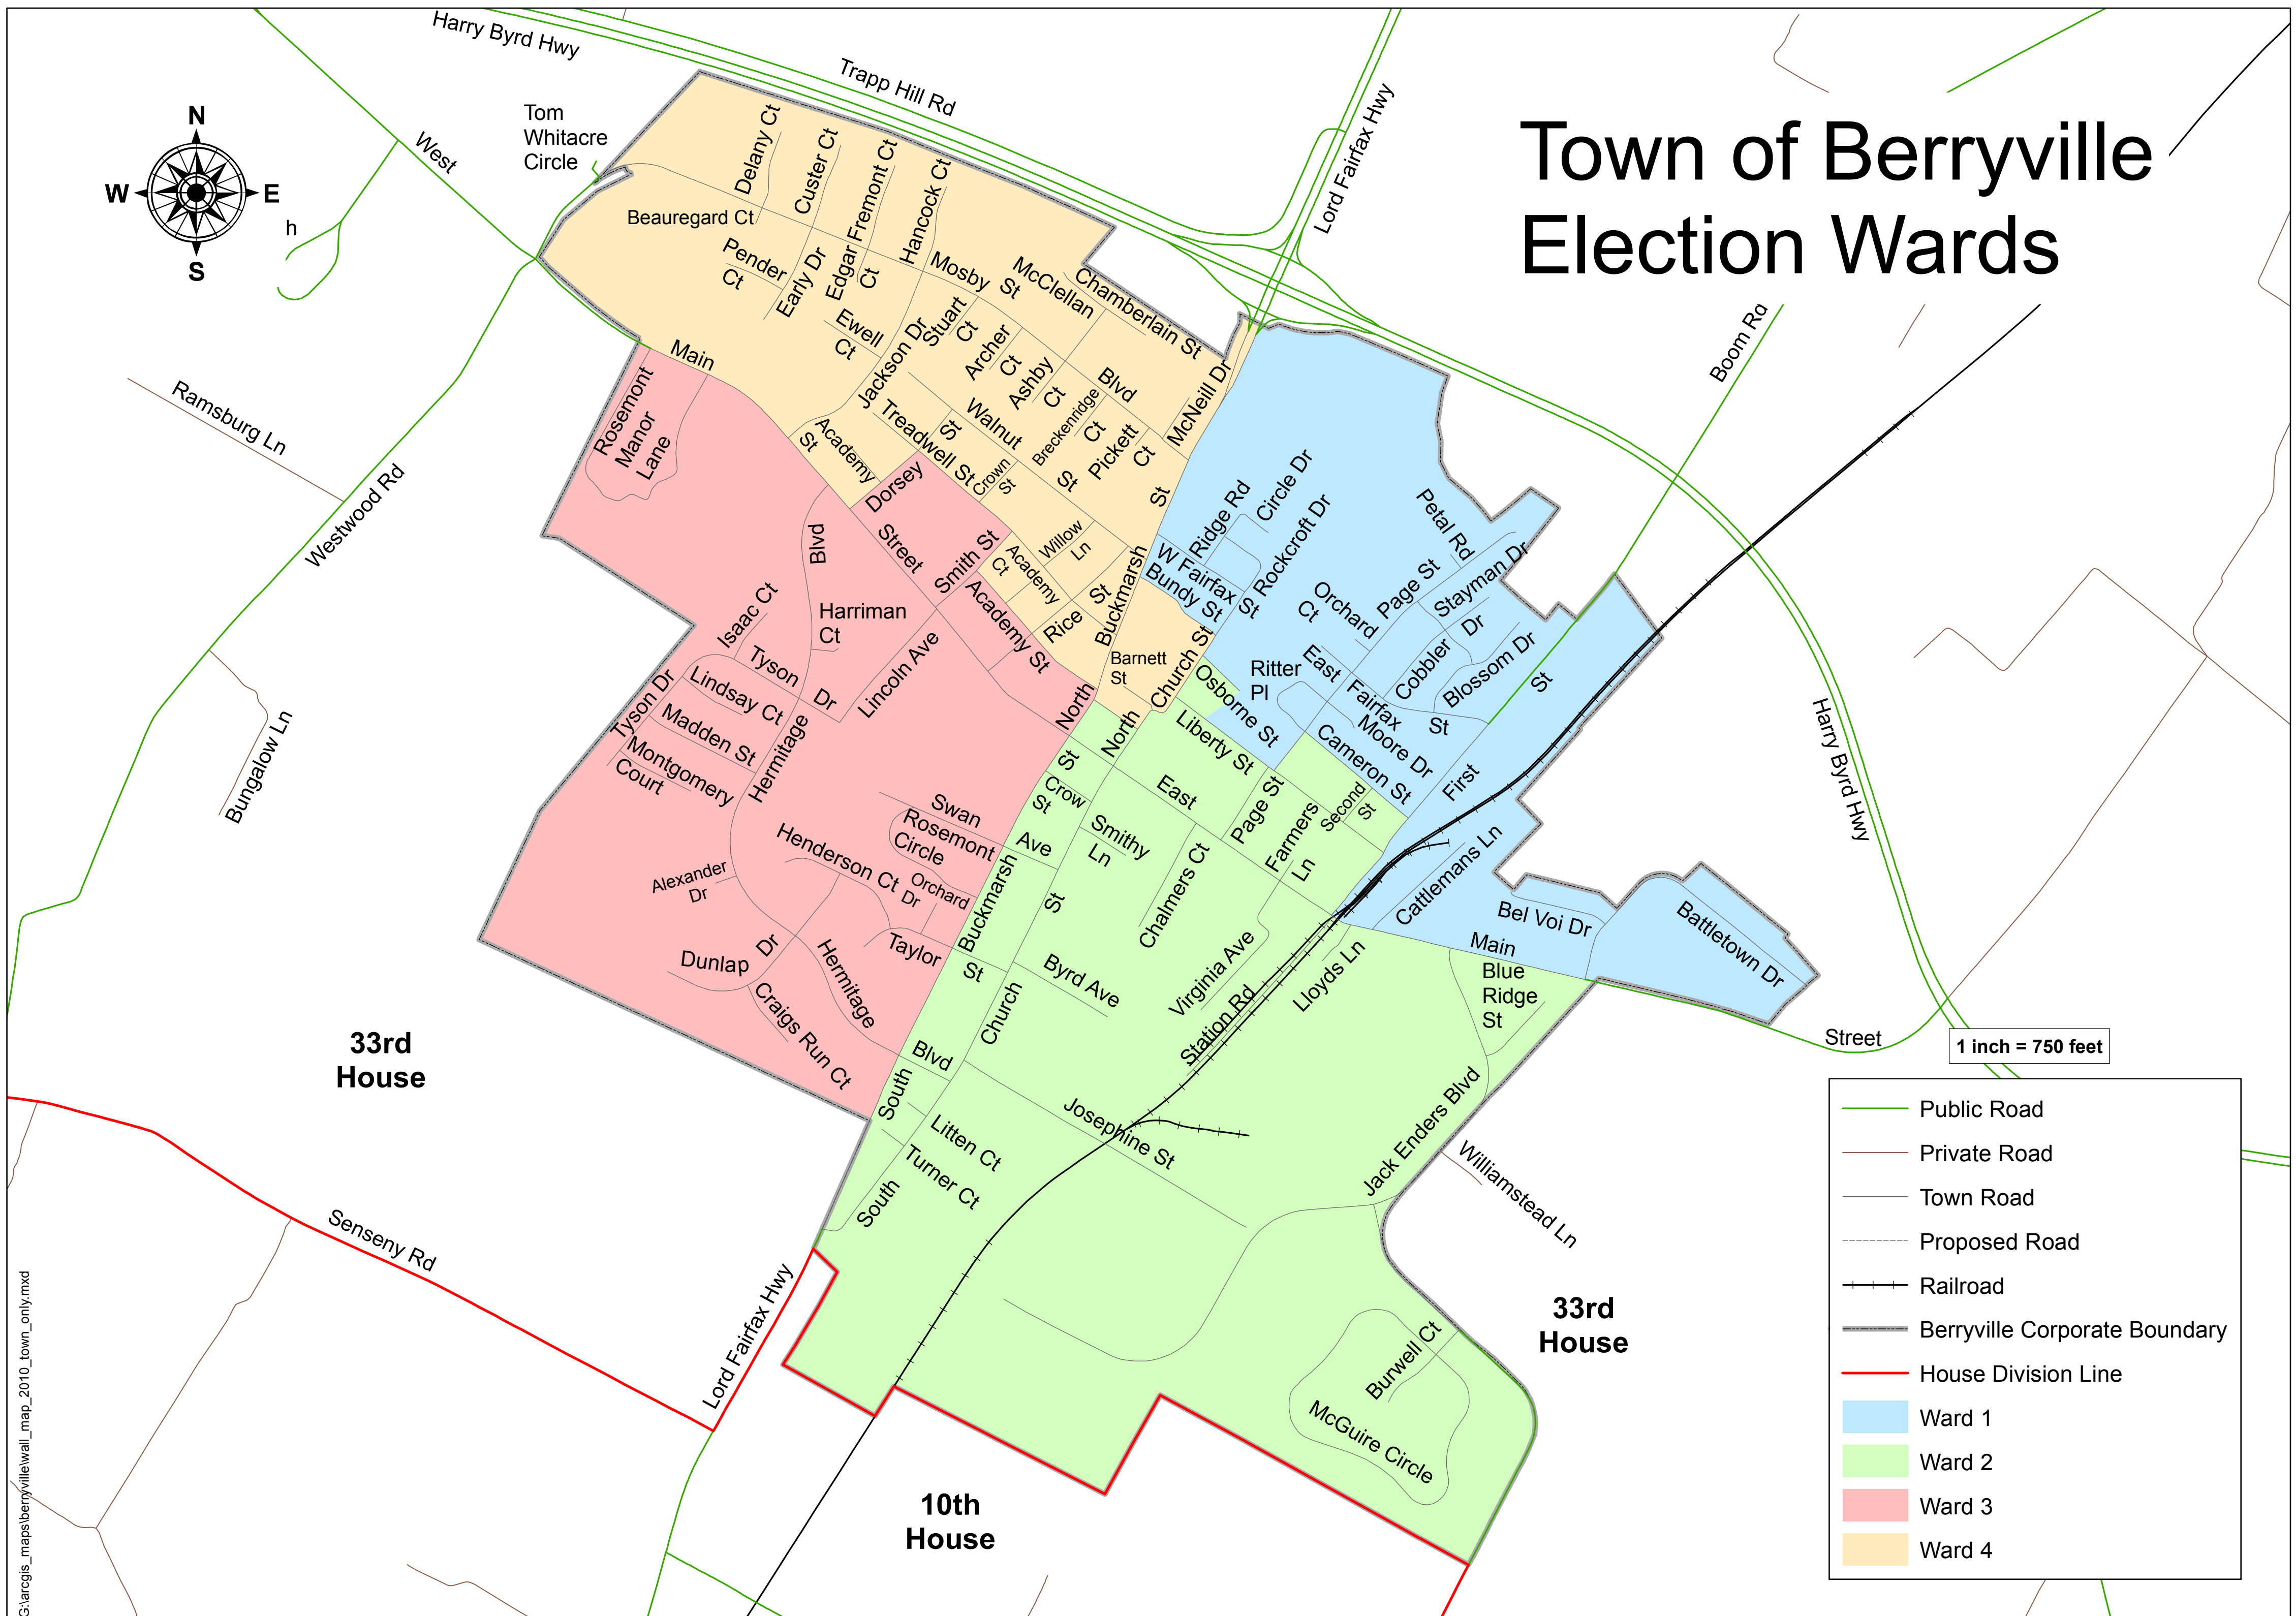 Harry Byrd Hwy
Trapp Hill Rd
Lord Fairfax Hwy
Town of Berryville
Election Wards
N
W
E
S
h
West
Tom
Whitacre
Circle
Delany Ct
Custer Ct
Edgar Fremont Ct
Ct
Hancock Ct
Beauregard Ct
Pender
Ct
Early Dr
Ewell
Ct
Mosby
St
McClellan
Chamberlain St
Jackson Dr
Stuart
Ct
Archer
Ct
Ashby
Ct
Blvd
Breckenridge
Ct
Pickett
Ct
McNeill Dr
Main
Treadwell St
St
Walnut
St
Crown
St
Academy
St
Rosemont
Manor
Lane
Ramsburg Ln
Westwood Rd
Boom Rd
Dorsey
Street
Smith St
Academy
Ct
Willow
Ln
St
Rice
St
Buckmarsh
Academy St
Barnett
St
Church St
North
North
W Fairfax St
Bundy St
Ridge Rd
Circle Dr
Rockcroft Dr
Petal Rd
Page St
Stayman Dr
Orchard
Ct
Cobbler
Dr
Blossom Dr
St
East
Fairfax
St
Ritter
Pl
Moore Dr
Cameron St
First
Osborne St
Liberty St
Harry Byrd Hwy
Blvd
Harriman
Ct
Isaac Ct
Tyson
Dr
Lincoln Ave
Lindsay Ct
Tyson Dr
Madden St
Montgomery
Court
Hermitage
Bungalow Ln
Swan
Ave
Rosemont
Circle
Henderson Ct
Orchard
Dr
Alexander
Dr
Taylor
St
Dunlap
Dr
Hermitage
Blvd
Craigs Run Ct
St
Crow
St
Smithy
Ln
East
Page St
Farmers
Ln
Second
St
Chalmers Ct
Buckmarsh
St
Church
Byrd Ave
Virginia Ave
Station Rd
Lloyds Ln
Cattlemans Ln
Bel Voi Dr
Main
Battletown Dr
Blue
Ridge
St
Street
South
Litten Ct
Turner Ct
South
Josephine St
Jack Enders Blvd
Williamstead Ln
Burwell Ct
McGuire Circle
33rd
House
Senseny Rd
Lord Fairfax Hwy
10th
House
33rd
House
1 inch = 750 feet
Public Road
Private Road
Town Road
Proposed Road
Railroad
Berryville Corporate Boundary
House Division Line
Ward 1
Ward 2
Ward 3
Ward 4
G:\arcgis_maps\berryville\wall_map_2010_town_only.mxd